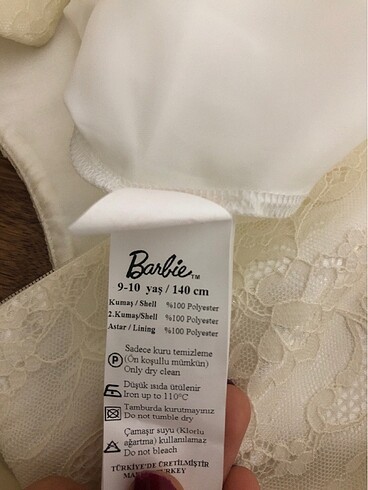 Barbie TM
9-10 yaş / 140 cm
Kumaş/Shell %100 Polyester
2.Kumaş/Shell %100 Polyester
Astar / Lining %100 Polyester
P
Sadece kuru temizleme
(Ön koşullu mümkün)
Only dry clean
Düşük ısıda ütülenir
Iron up to 110°C
Tamburda kurutmayınız
Do not tumble dry
Çamaşır suyu (Klorlu
ağartma) kullanılamaz
Do not bleach
TÜRKİYE'DE ÜRETİLMİŞTİR